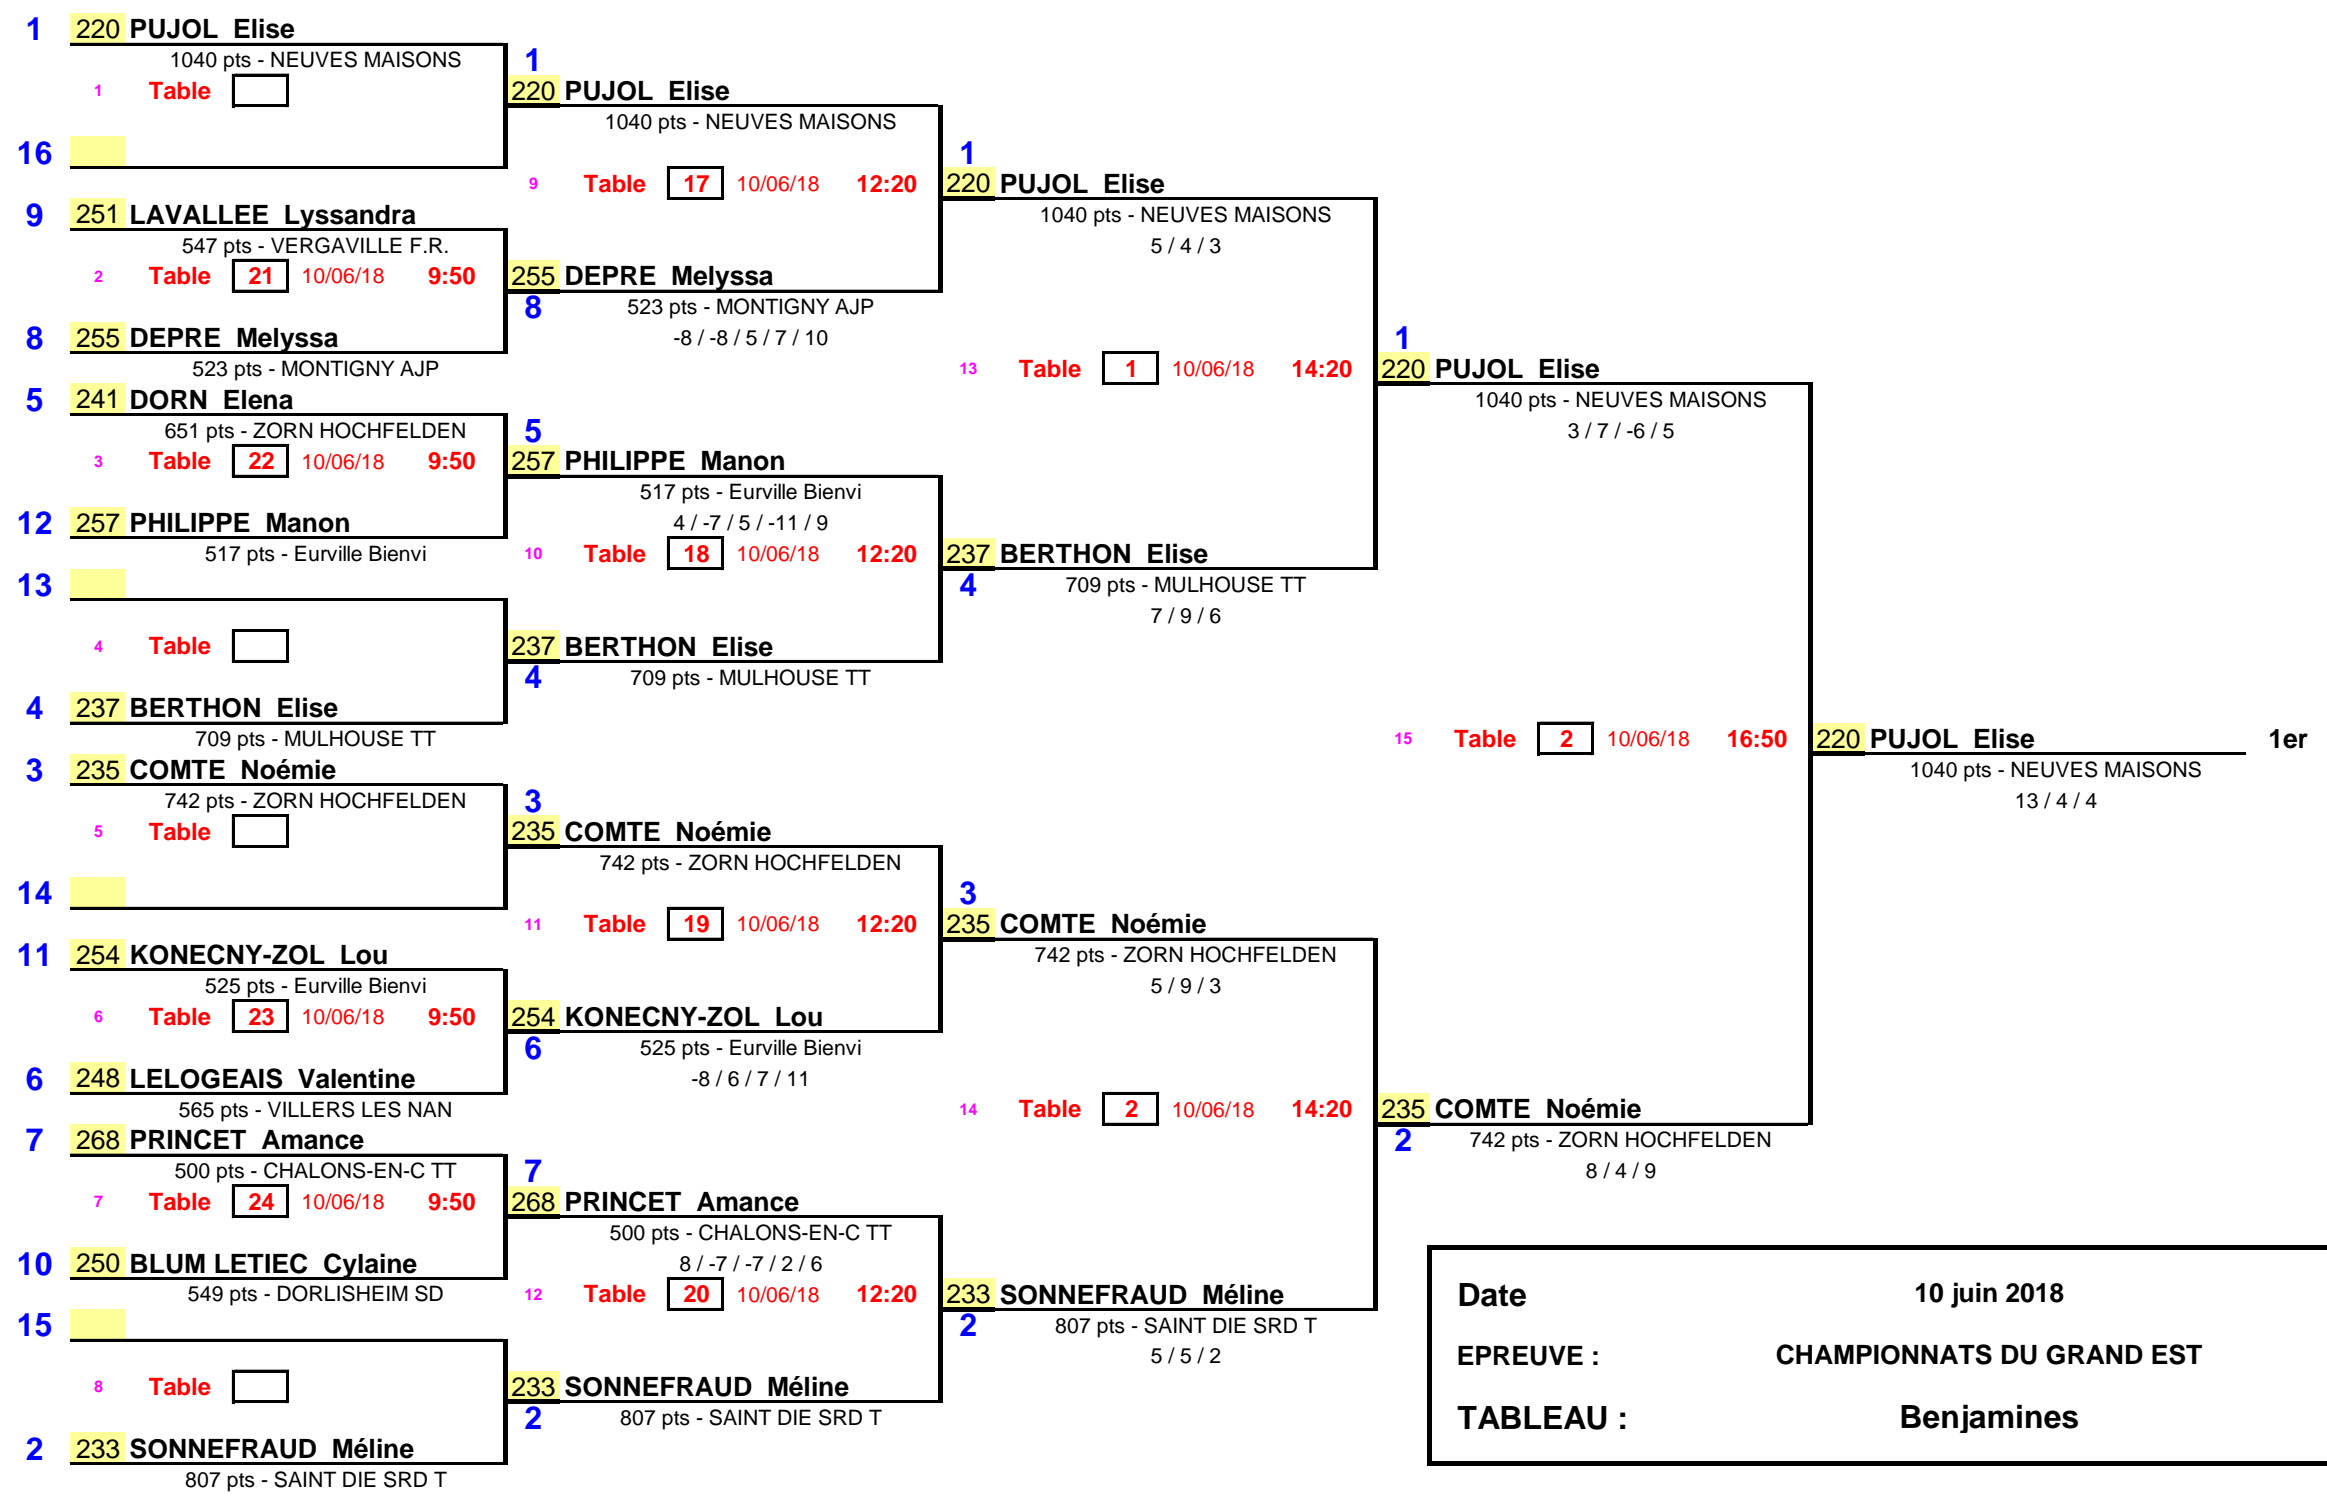 1 220 PUJOL Elise
1040 pts - NEUVES MAISONS
1 Table
16
9 251 LAVALLEE Lyssandra
547 pts - VERGAVILLE F.R.
2 Table 21 10/06/18 9:50
8 255 DEPRE Melyssa
523 pts - MONTIGNY AJP
5 241 DORN Elena
651 pts - ZORN HOCHFELDEN
3 Table 22 10/06/18 9:50
12 257 PHILIPPE Manon
517 pts - Eurville Bienvi
13
4 Table
4 237 BERTHON Elise
709 pts - MULHOUSE TT
3 235 COMTE Noémie
742 pts - ZORN HOCHFELDEN
5 Table
14
11 254 KONECNY-ZOL Lou
525 pts - Eurville Bienvi
6 Table 23 10/06/18 9:50
6 248 LELOGEAIS Valentine
565 pts - VILLERS LES NAN
7 268 PRINCET Amance
500 pts - CHALONS-EN-C TT
7 Table 24 10/06/18 9:50
10 250 BLUM LETIEC Cylaine
549 pts - DORLISHEIM SD
15
8 Table
2 233 SONNEFRAUD Méline
807 pts - SAINT DIE SRD T
1
220 PUJOL Elise
1040 pts - NEUVES MAISONS
9 Table 17 10/06/18 12:20
255 DEPRE Melyssa
8
523 pts - MONTIGNY AJP
-8 / -8 / 5 / 7 / 10
5
257 PHILIPPE Manon
517 pts - Eurville Bienvi
4 / -7 / 5 / -11 / 9
10 Table 18 10/06/18 12:20
237 BERTHON Elise
4
709 pts - MULHOUSE TT
3
235 COMTE Noémie
742 pts - ZORN HOCHFELDEN
11 Table 19 10/06/18 12:20
254 KONECNY-ZOL Lou
6
525 pts - Eurville Bienvi
-8 / 6 / 7 / 11
7
268 PRINCET Amance
500 pts - CHALONS-EN-C TT
8 / -7 / -7 / 2 / 6
12 Table 20 10/06/18 12:20
233 SONNEFRAUD Méline
2
807 pts - SAINT DIE SRD T
1
220 PUJOL Elise
1040 pts - NEUVES MAISONS
5 / 4 / 3
13 Table 1 10/06/18 14:20
237 BERTHON Elise
4
709 pts - MULHOUSE TT
7 / 9 / 6
3
235 COMTE Noémie
742 pts - ZORN HOCHFELDEN
5 / 9 / 3
14 Table 2 10/06/18 14:20
233 SONNEFRAUD Méline
2
807 pts - SAINT DIE SRD T
5 / 5 / 2
1
220 PUJOL Elise
1040 pts - NEUVES MAISONS
3 / 7 / -6 / 5
15 Table 2 10/06/18 16:50
235 COMTE Noémie
2
742 pts - ZORN HOCHFELDEN
8 / 4 / 9
220 PUJOL Elise 1er
1040 pts - NEUVES MAISONS
13 / 4 / 4
Date 10 juin 2018
EPREUVE : CHAMPIONNATS DU GRAND EST
TABLEAU : Benjamines